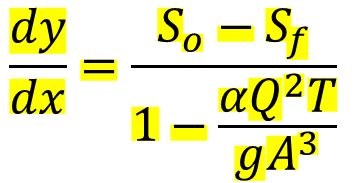 dy/dx = (S_o − S_f) / (1 − αQ²T / gA³)